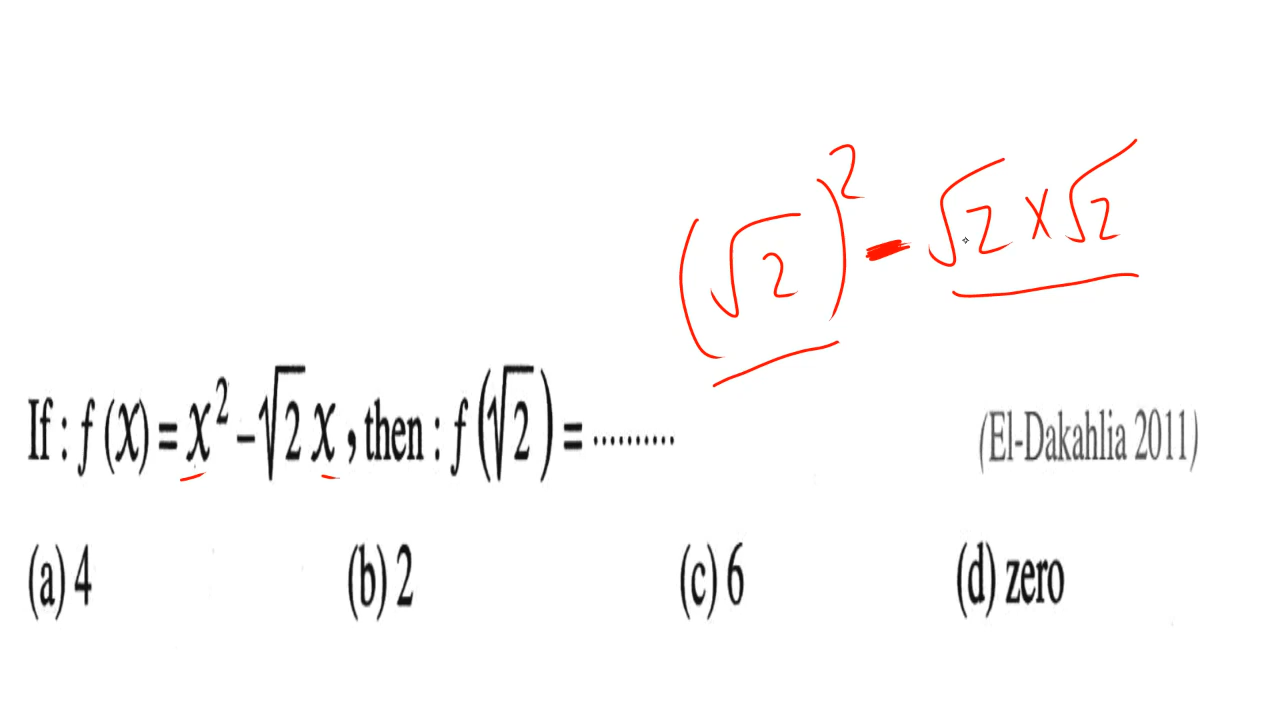 (√2)² - √2 × √2
If : f (X) = X² – √2 X , then : f (√2) = .......... (El-Dakahlia 2011)
(a) 4 (b) 2 (c) 6 (d) zero